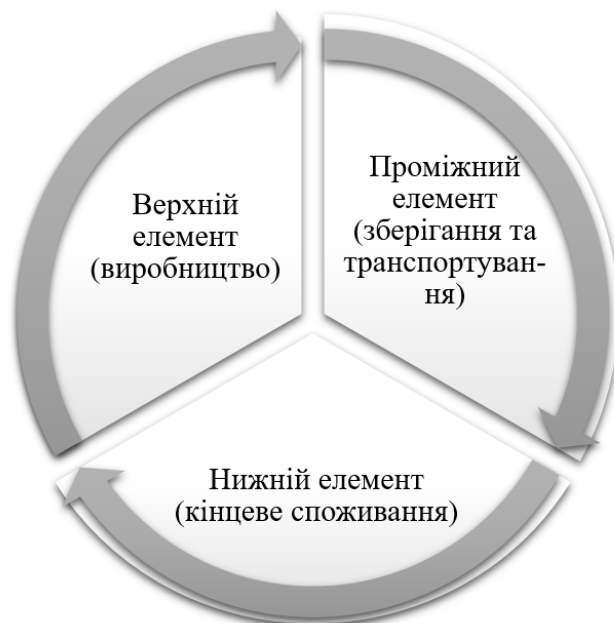 Верхній
елемент
(виробництво)
Проміжний
елемент
(зберігання та
транспортуван-
ня)
Нижній елемент
(кінцеве споживання)